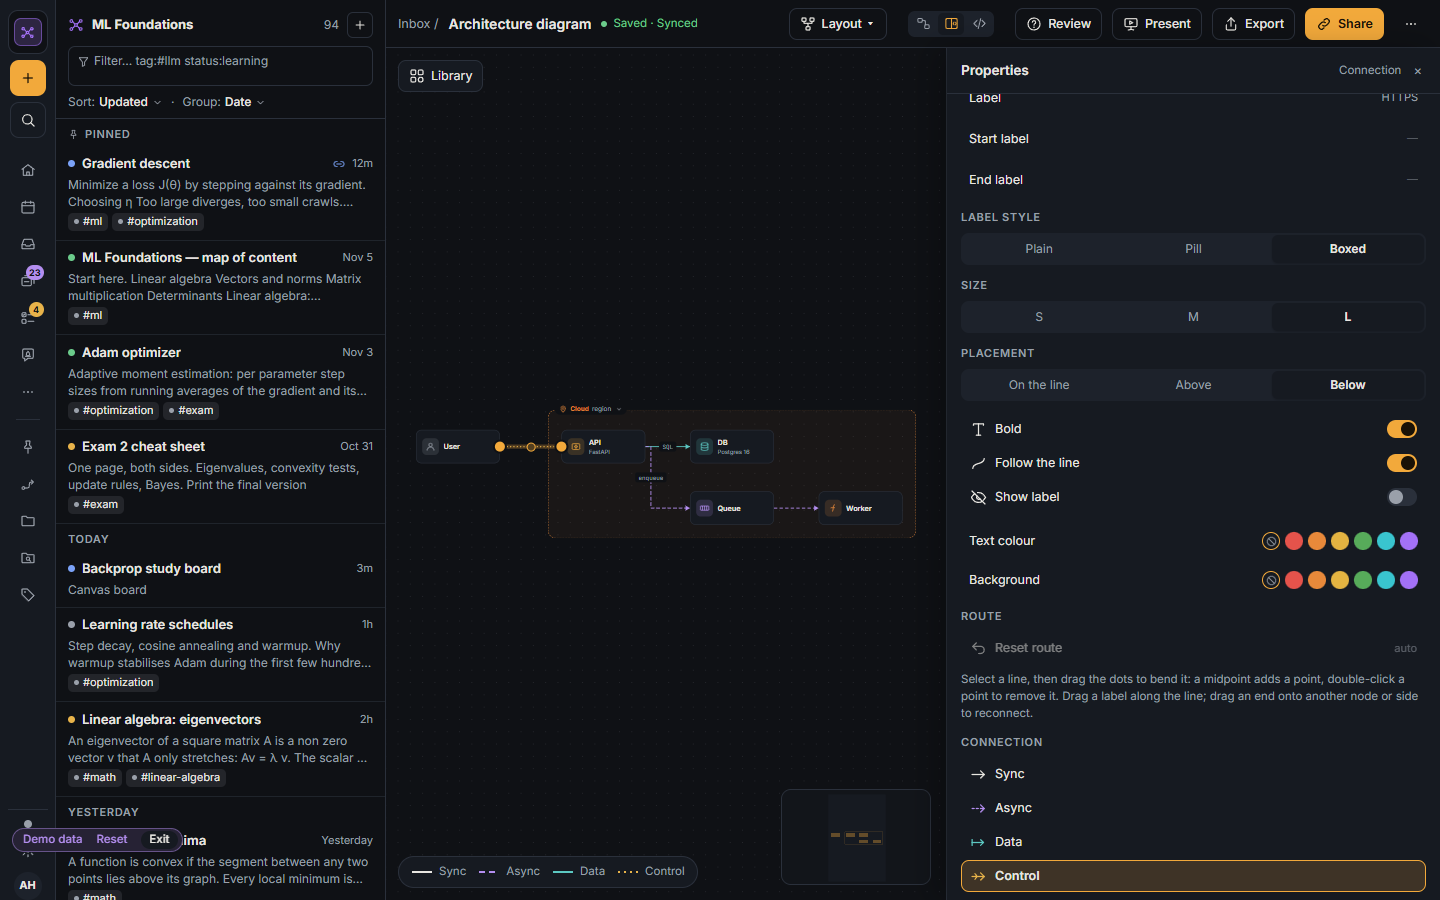 ML Foundations
94
Filter... tag:#llm status:learning
Sort: Updated · Group: Date
PINNED
Gradient descent
12m
Minimize a loss J(θ) by stepping against its gradient.
Choosing η Too large diverges, too small crawls....
#ml
#optimization
ML Foundations — map of content
Nov 5
Start here. Linear algebra Vectors and norms Matrix
multiplication Determinants Linear algebra:...
#ml
Adam optimizer
Nov 3
Adaptive moment estimation: per parameter step
sizes from running averages of the gradient and its...
#optimization
#exam
Exam 2 cheat sheet
Oct 31
One page, both sides. Eigenvalues, convexity tests,
update rules, Bayes. Print the final version
#exam
TODAY
Backprop study board
3m
Canvas board
Learning rate schedules
1h
Step decay, cosine annealing and warmup. Why
warmup stabilises Adam during the first few hundre...
#optimization
Linear algebra: eigenvectors
2h
An eigenvector of a square matrix A is a non zero
vector v that A only stretches: Av = λ v. The scalar ...
#math
#linear-algebra
YESTERDAY
ima
Yesterday
A function is convex if the segment between any two
points lies above its graph. Every local minimum is...
#math
23
4
Demo data
Reset
Exit
AH
Inbox /
Architecture diagram
Saved · Synced
Layout
Review
Present
Export
Share
Library
Cloud region
User
API
FastAPI
SQL
DB
Postgres 16
enqueue
Queue
Worker
Sync
Async
Data
Control
Properties
Connection
Label
HTTPS
Start label
—
End label
—
LABEL STYLE
Plain
Pill
Boxed
SIZE
S
M
L
PLACEMENT
On the line
Above
Below
Bold
Follow the line
Show label
Text colour
Background
ROUTE
Reset route
auto
Select a line, then drag the dots to bend it: a midpoint adds a point, double-click a
point to remove it. Drag a label along the line; drag an end onto another node or side
to reconnect.
CONNECTION
Sync
Async
Data
Control